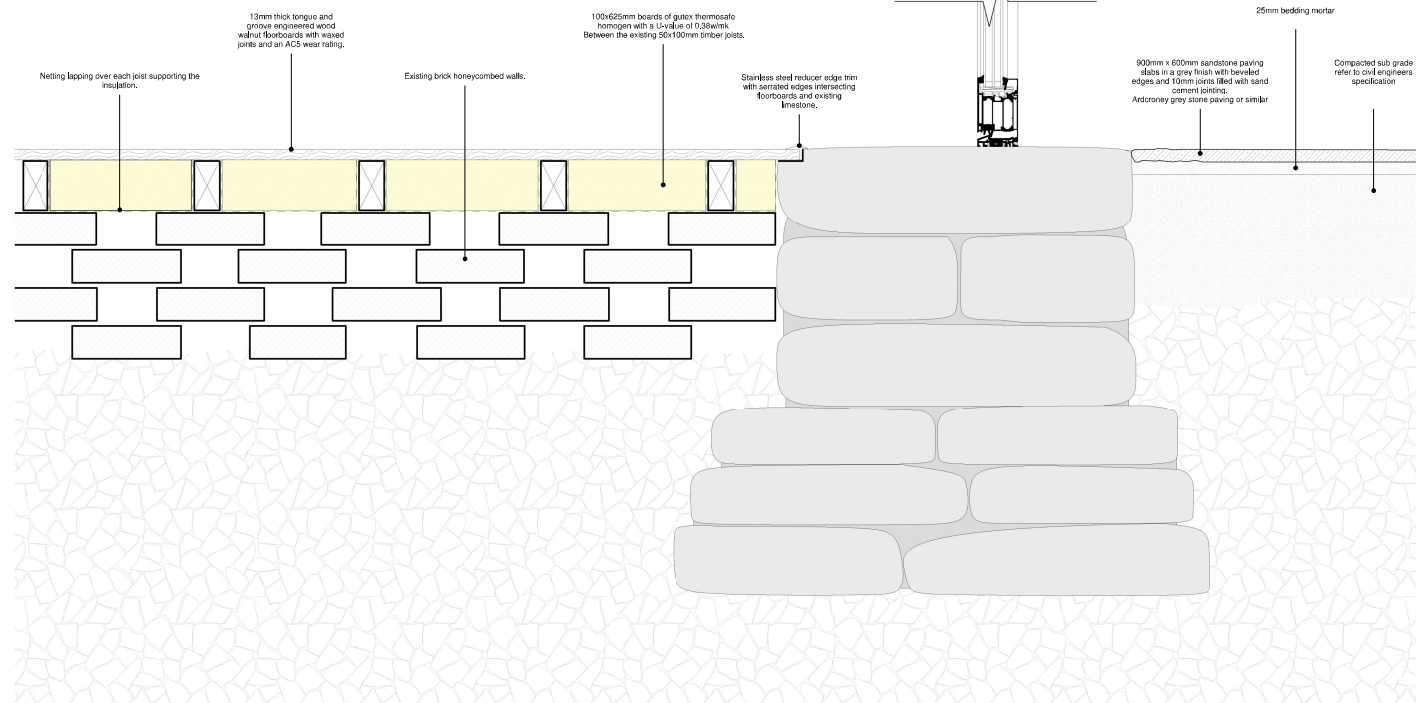 13mm thick tongue and
groove engineered wood
walnut floorboards with waxed
joints and an AC5 wear rating.
100x625mm boards of gutex thermosafe
homogen with a U-value of 0,38w/mk
Between the existing 50x100mm timber joists.
25mm bedding mortar
Netting lapping over each joist supporting the
insulation.
Existing brick honeycombed walls.
Stainless steel reducer edge trim
with serrated edges intersecting
floorboards and existing
limestone.
900mm x 600mm sandstone paving
slabs in a grey finish with beveled
edges and 10mm joints filled with sand
cement jointing.
Ardcroney grey stone paving or similar
Compacted sub grade
refer to civil engineers
specification